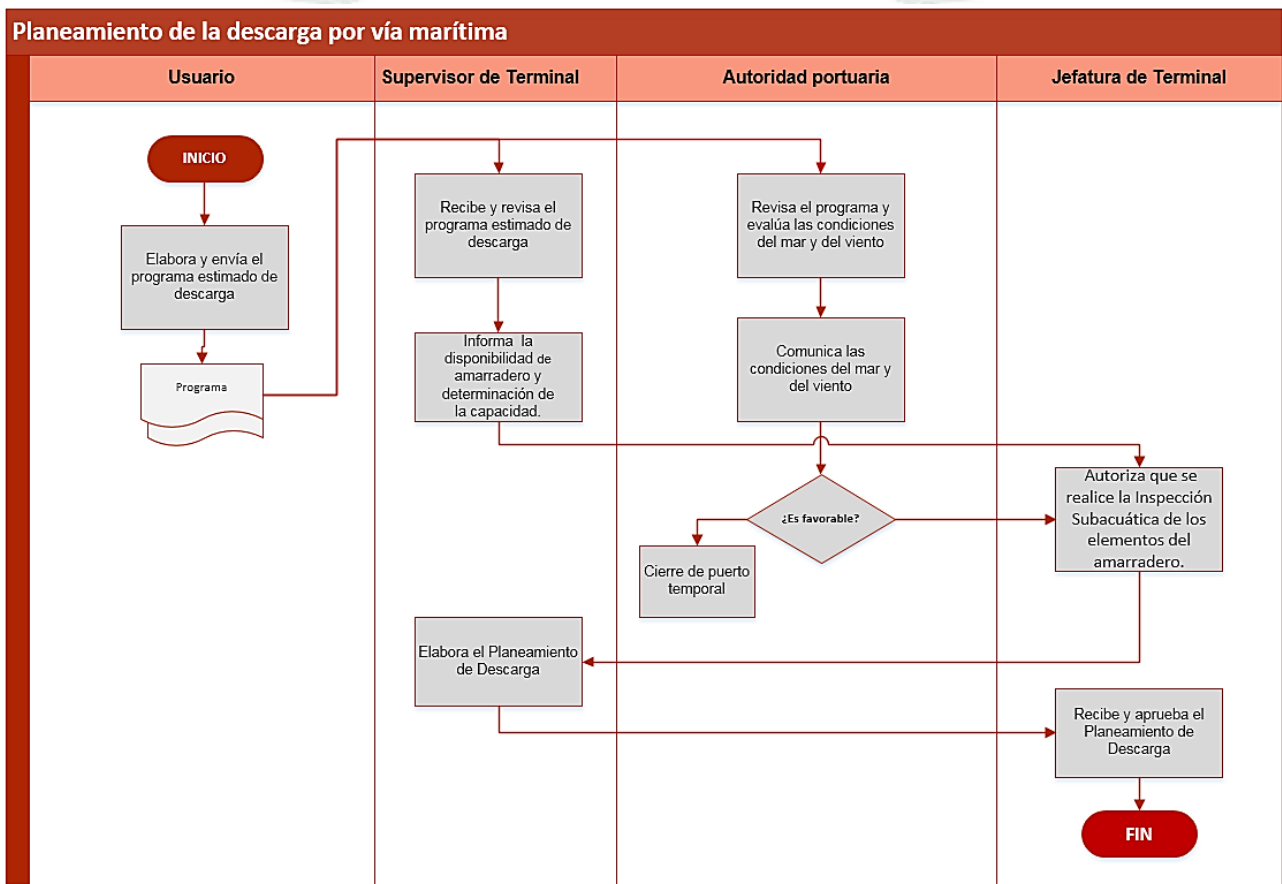 Planeamiento de la descarga por vía marítima
Usuario
Supervisor de Terminal
Autoridad portuaria
Jefatura de Terminal
INICIO
Elabora y envía el
programa estimado de
descarga
Programa
Recibe y revisa el
programa estimado de
descarga
Informa la
disponibilidad de
amarradero y
determinación de
la capacidad.
Revisa el programa y
evalúa las condiciones
del mar y del viento
Comunica las
condiciones del mar y
del viento
¿Es favorable?
Cierre de puerto
temporal
Autoriza que se
realice la Inspección
Subacuática de los
elementos del
amarradero.
Elabora el Planeamiento
de Descarga
Recibe y aprueba el
Planeamiento de
Descarga
FIN